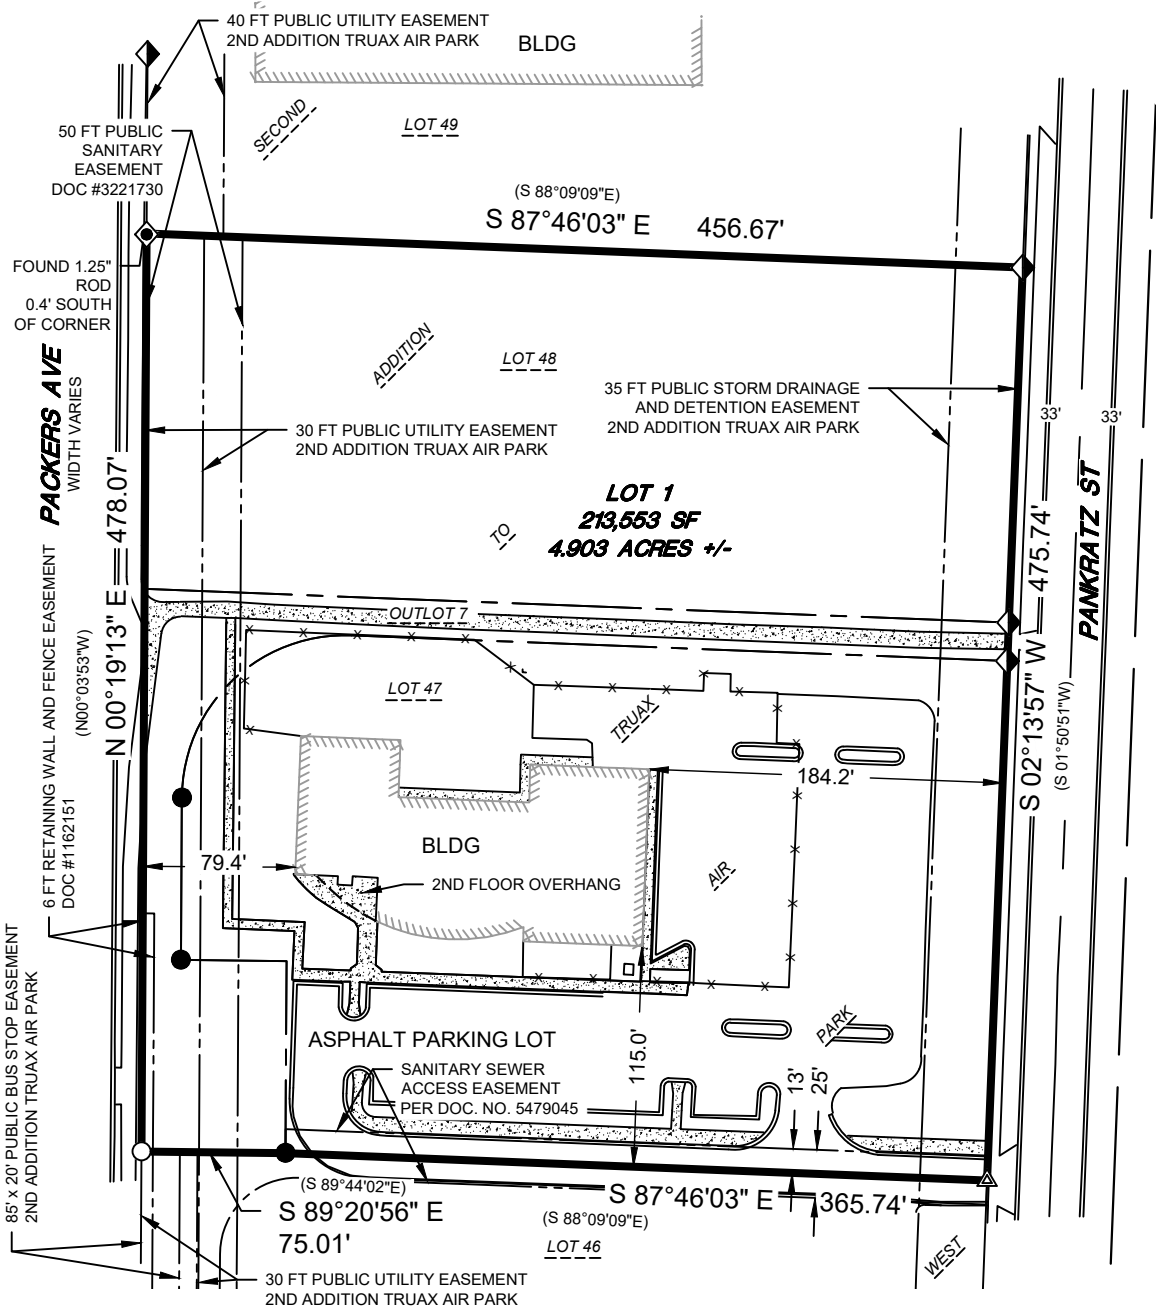 40 FT PUBLIC UTILITY EASEMENT
2ND ADDITION TRUAX AIR PARK
BLDG
SECOND
LOT 49
50 FT PUBLIC
SANITARY
EASEMENT
DOC #3221730
(S 88°09'09"E)
S 87°46'03" E 456.67'
FOUND 1.25"
ROD
0.4' SOUTH
OF CORNER
ADDITION
LOT 48
PACKERS AVE
WIDTH VARIES
35 FT PUBLIC STORM DRAINAGE
AND DETENTION EASEMENT
2ND ADDITION TRUAX AIR PARK
33'
33'
30 FT PUBLIC UTILITY EASEMENT
2ND ADDITION TRUAX AIR PARK
LOT 1
213,553 SF
4.903 ACRES +/-
TO
PANKRATZ ST
N 00°19'13" E 478.07'
(N00°03'53"W)
S 02°13'57" W 475.74'
(S 01°50'51"W)
6 FT RETAINING WALL AND FENCE EASEMENT
DOC #1162151
OUTLOT 7
LOT 47
TRUAX
184.2'
BLDG
79.4'
2ND FLOOR OVERHANG
AIR
85' x 20' PUBLIC BUS STOP EASEMENT
2ND ADDITION TRUAX AIR PARK
ASPHALT PARKING LOT
115.0'
PARK
SANITARY SEWER
ACCESS EASEMENT
PER DOC. NO. 5479045
13'
25'
(S 89°44'02"E)
S 89°20'56" E
75.01'
S 87°46'03" E 365.74'
(S 88°09'09"E)
LOT 46
WEST
30 FT PUBLIC UTILITY EASEMENT
2ND ADDITION TRUAX AIR PARK